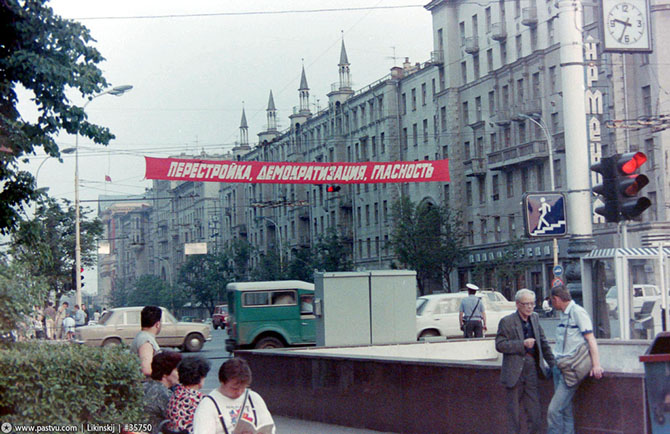 ПЕРЕСТРОЙКА, ДЕМОКРАТИЗАЦИЯ, ГЛАСНОСТЬ
www.pastvu.com | Likinskij | #35750